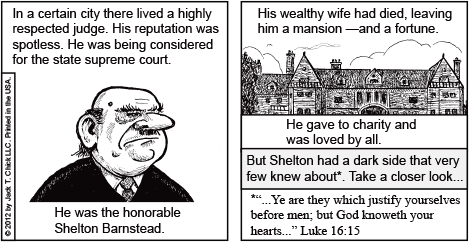 In a certain city there lived a highly
respected judge. His reputation was
spotless. He was being considered
for the state supreme court.
©2012 by Jack T. Chick LLC. Printed in the USA.
He was the honorable
Shelton Barnstead.
His wealthy wife had died, leaving
him a mansion —and a fortune.
He gave to charity and
was loved by all.
But Shelton had a dark side that very
few knew about*. Take a closer look...
*“...Ye are they which justify yourselves
before men; but God knoweth your
hearts...” Luke 16:15